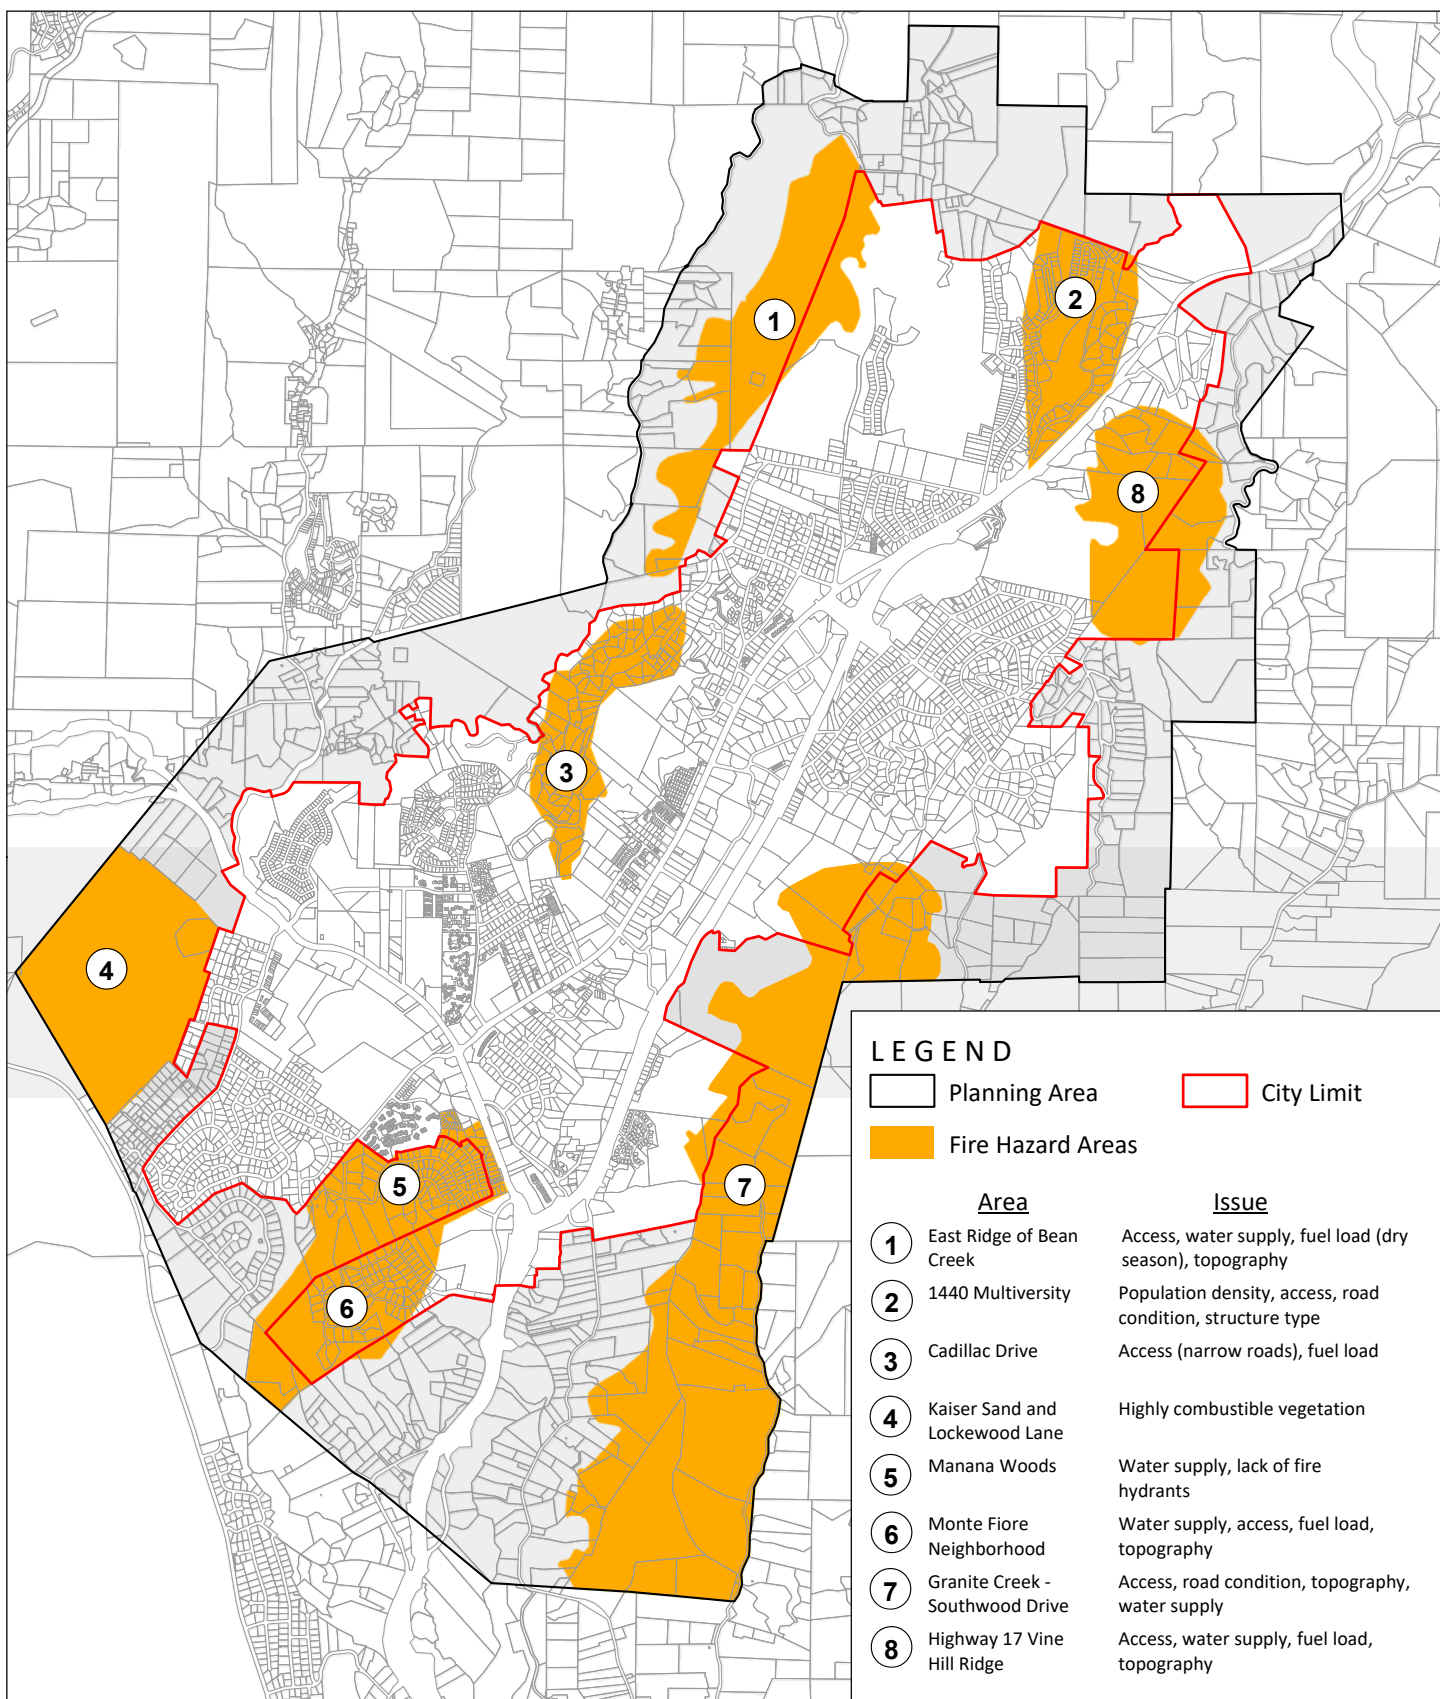 1
2
8
3
4
5
6
7
L E G E N D
Planning Area
City Limit
Fire Hazard Areas
Area
Issue
1
East Ridge of Bean
Creek
Access, water supply, fuel load (dry
season), topography
2
1440 Multiversity
Population density, access, road
condition, structure type
3
Cadillac Drive
Access (narrow roads), fuel load
4
Kaiser Sand and
Lockewood Lane
Highly combustible vegetation
5
Manana Woods
Water supply, lack of fire
hydrants
6
Monte Fiore
Neighborhood
Water supply, access, fuel load,
topography
7
Granite Creek -
Southwood Drive
Access, road condition, topography,
water supply
8
Highway 17 Vine
Hill Ridge
Access, water supply, fuel load,
topography